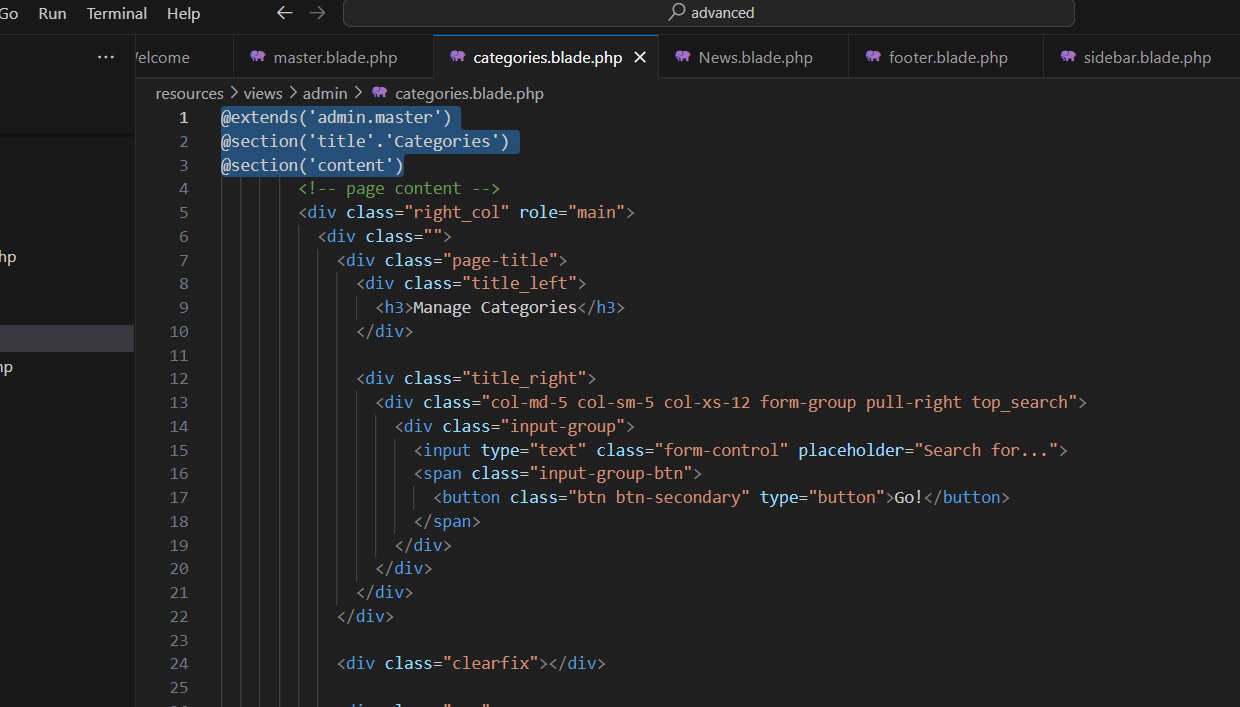 Go Run Terminal Help advanced
Welcome master.blade.php categories.blade.php News.blade.php footer.blade.php sidebar.blade.php
resources > views > admin > categories.blade.php
1 @extends('admin.master')
2 @section('title'.'Categories')
3 @section('content')
4 <!-- page content -->
5 <div class="right_col" role="main">
6 <div class="">
7 <div class="page-title">
8 <div class="title_left">
9 <h3>Manage Categories</h3>
10 </div>
11
12 <div class="title_right">
13 <div class="col-md-5 col-sm-5 col-xs-12 form-group pull-right top_search">
14 <div class="input-group">
15 <input type="text" class="form-control" placeholder="Search for...">
16 <span class="input-group-btn">
17 <button class="btn btn-secondary" type="button">Go!</button>
18 </span>
19 </div>
20 </div>
21 </div>
22 </div>
23
24 <div class="clearfix"></div>
25
hp